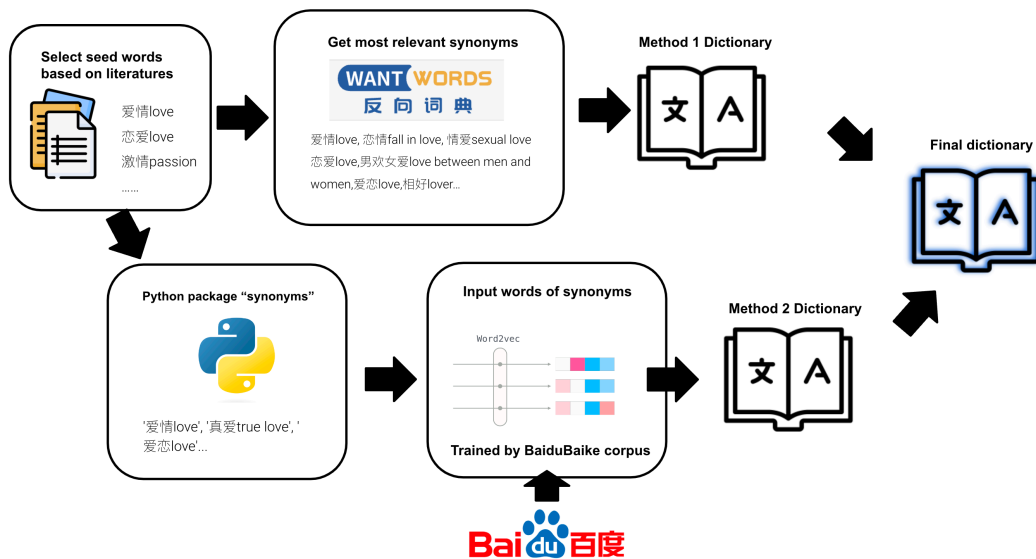 Select seed words
based on literatures
爱情love
恋爱love
激情passion
......
Get most relevant synonyms
WANT WORDS
反向词典
爱情love, 恋情fall in love, 情爱sexual love
恋爱love,男欢女爱love between men and
women,爱恋love,相好lover...
Method 1 Dictionary
文 A
Final dictionary
文 A
Python package “synonyms”
'爱情love', '真爱true love', '
爱恋love'...
Input words of synonyms
Word2vec
Trained by BaiduBaike corpus
Method 2 Dictionary
文 A
Bai du 百度